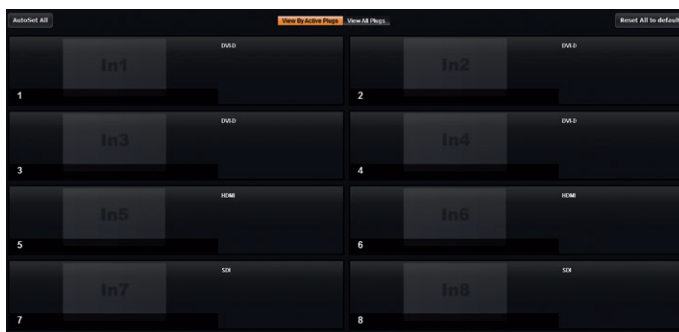 AutoSet All View By Active Plugs View All Plugs Reset All to default
DVI-D DVI-D
In1 In2
1 2
DVI-D DVI-D
In3 In4
3 4
HDMI HDMI
In5 In6
5 6
SDI SDI
In7 In8
7 8